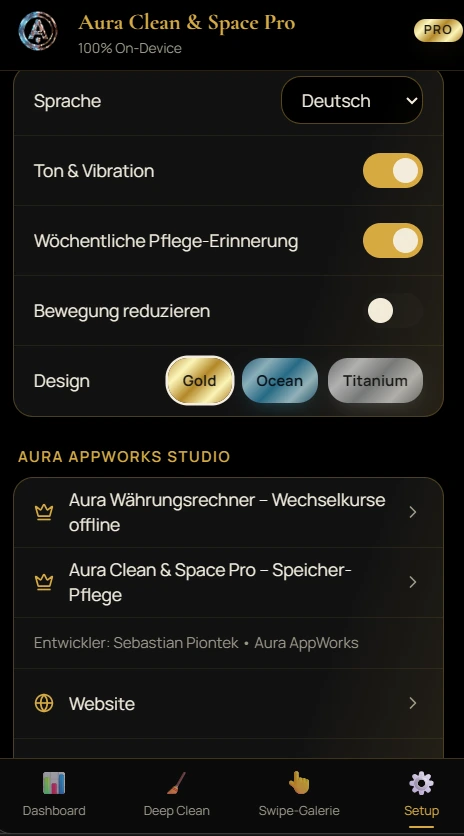 Aura Clean & Space Pro
100% On-Device
PRO
Sprache
Deutsch
Ton & Vibration
Wöchentliche Pflege-Erinnerung
Bewegung reduzieren
Design
Gold
Ocean
Titanium
AURA APPWORKS STUDIO
Aura Währungsrechner – Wechselkurse
offline
Aura Clean & Space Pro – Speicher-
Pflege
Entwickler: Sebastian Piontek • Aura AppWorks
Website
Dashboard
Deep Clean
Swipe-Galerie
Setup